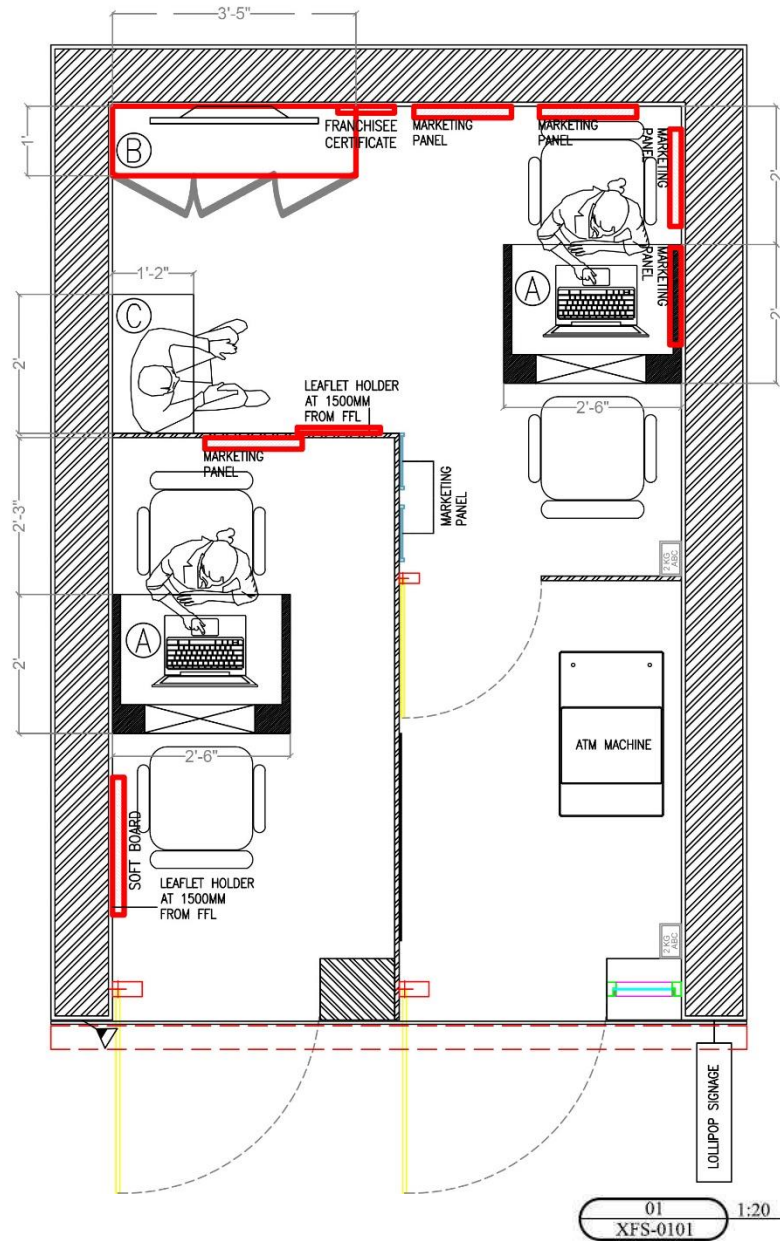 3'-5"
1'
B
FRANCHISEE
CERTIFICATE
MARKETING
PANEL
MARKETING
PANEL
MARKETING
PANEL
2'
MARKETING
PANEL
2'
1'-2"
C
A
2'
LEAFLET HOLDER
AT 1500MM
FROM FFL
2'-6"
MARKETING
PANEL
MARKETING
PANEL
2'-3"
2 KG
ABC
A
2'
ATM MACHINE
2'-6"
SOFT BOARD
LEAFLET HOLDER
AT 1500MM
FROM FFL
2 KG
ABC
LOLLIPOP SIGNAGE
01
XFS-0101
1:20